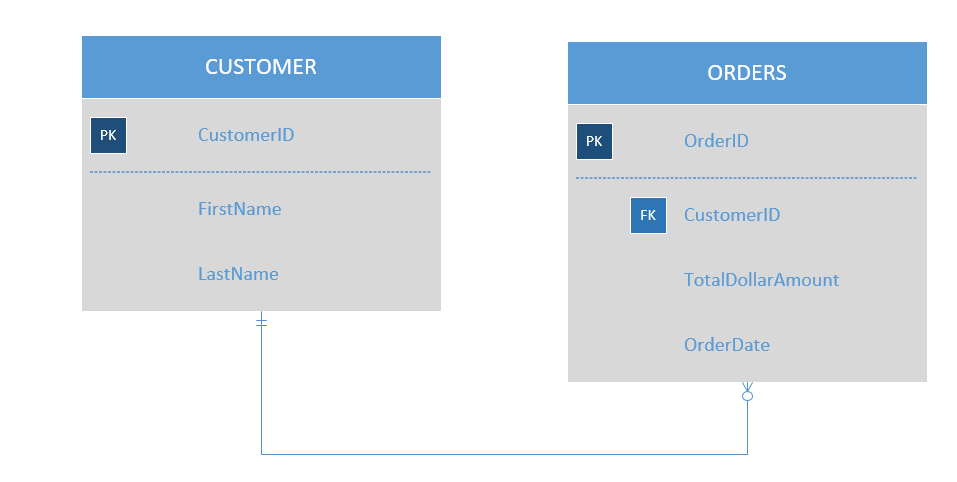 CUSTOMER
PK CustomerID
FirstName
LastName
ORDERS
PK OrderID
FK CustomerID
TotalDollarAmount
OrderDate